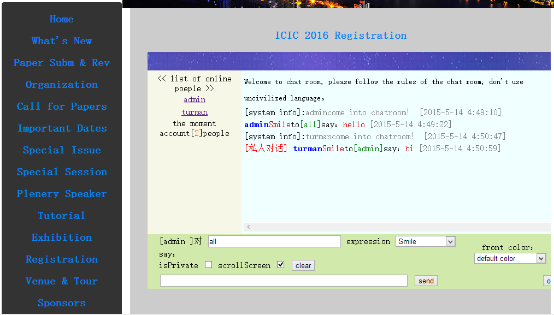 Home
What's New
Paper Subm & Rev
Organization
Call for Papers
Important Dates
Special Issue
Special Session
Plenery Speaker
Tutorial
Exhibition
Registration
Venue & Tour
Sponsors
ICIC 2016 Registration
<< list of online
poeple >>
admin
turman
the moment
account[2]people
Welcome to chat room, please follow the rules of the chat room, don't use
uncivilized language。
[system info]:admincome into chatroom! [2015-5-14 4:49:10]
adminSmileto[all]say: hello [2015-5-14 4:49:22]
[system info]:turmancome into chatroom! [2015-5-14 4:50:47]
[私人对话] turmanSmileto[admin]say: hi [2015-5-14 4:50:59]
[admin ]对 all expression Smile
say:
isPrivate scrollScreen clear
front color:
default color
send